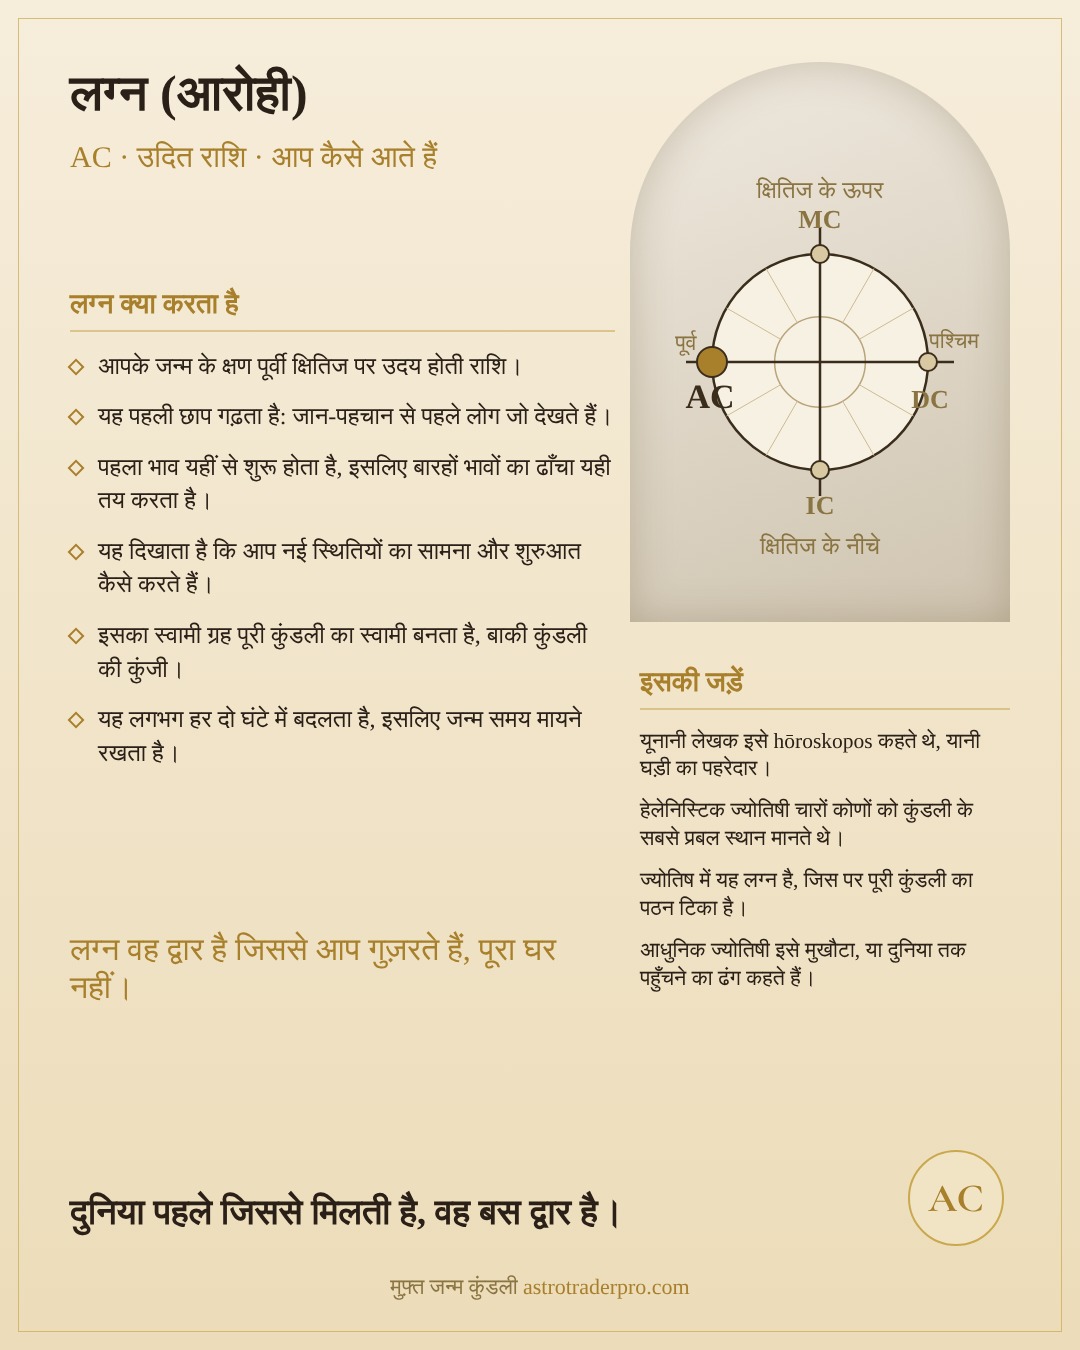 लग्न (आरोही)
AC · उदित राशि · आप कैसे आते हैं
लग्न क्या करता है
आपके जन्म के क्षण पूर्वी क्षितिज पर उदय होती राशि।
यह पहली छाप गढ़ता है: जान-पहचान से पहले लोग जो देखते हैं।
पहला भाव यहीं से शुरू होता है, इसलिए बारहों भावों का ढाँचा यही
तय करता है।
यह दिखाता है कि आप नई स्थितियों का सामना और शुरुआत
कैसे करते हैं।
इसका स्वामी ग्रह पूरी कुंडली का स्वामी बनता है, बाकी कुंडली
की कुंजी।
यह लगभग हर दो घंटे में बदलता है, इसलिए जन्म समय मायने
रखता है।
लग्न वह द्वार है जिससे आप गुज़रते हैं, पूरा घर
नहीं।
क्षितिज के ऊपर
MC
पूर्व
पश्चिम
AC
DC
IC
क्षितिज के नीचे
इसकी जड़ें
यूनानी लेखक इसे hōroskopos कहते थे, यानी
घड़ी का पहरेदार।
हेलेनिस्टिक ज्योतिषी चारों कोणों को कुंडली के
सबसे प्रबल स्थान मानते थे।
ज्योतिष में यह लग्न है, जिस पर पूरी कुंडली का
पठन टिका है।
आधुनिक ज्योतिषी इसे मुखौटा, या दुनिया तक
पहुँचने का ढंग कहते हैं।
दुनिया पहले जिससे मिलती है, वह बस द्वार है।
AC
मुफ़्त जन्म कुंडली astrotraderpro.com